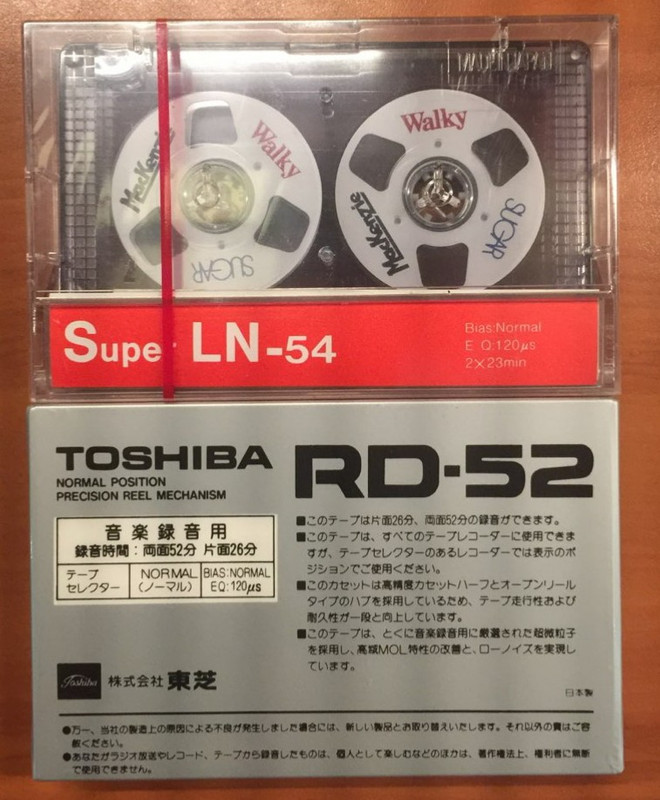 MADE IN JAPAN
Walky
MacKenzie
SUGAR
Walky
MacKenzie
SUGAR
Super LN-54
Bias:Normal
E Q:120μs
2×23min
TOSHIBA RD-52
NORMAL POSITION
PRECISION REEL MECHANISM
音楽録音用
録音時間:両面52分 片面26分
テープセレクター
NORMAL(ノーマル)
BIAS:NORMAL
EQ:120μs
■このテープは片面26分、両面52分の録音ができます。
■このテープは、すべてのテープレコーダーに使用できま
すが、テープセレクターのあるレコーダーでは表示のポ
ジションでご使用ください。
■このカセットは高精度カセットハーフとオープンリール
タイプのハブを採用しているため、テープ走行性および
耐久性が一段と向上しています。
■このテープは、とくに音楽録音用に厳選された超微粒子
を採用し、高域MOL特性の改善と、ローノイズを実現し
ています。
Toshiba 株式会社 東芝
日本製
●万一、当社の製造上の原因による不良が発生しました場合には、新しい製品とお取り替えいたします。それ以外の責はご容
赦ください。
●あなたがラジオ放送やレコード、テープから録音したものは、個人として楽しむなどのほかは、著作権法上、権利者に無断
で使用できません。